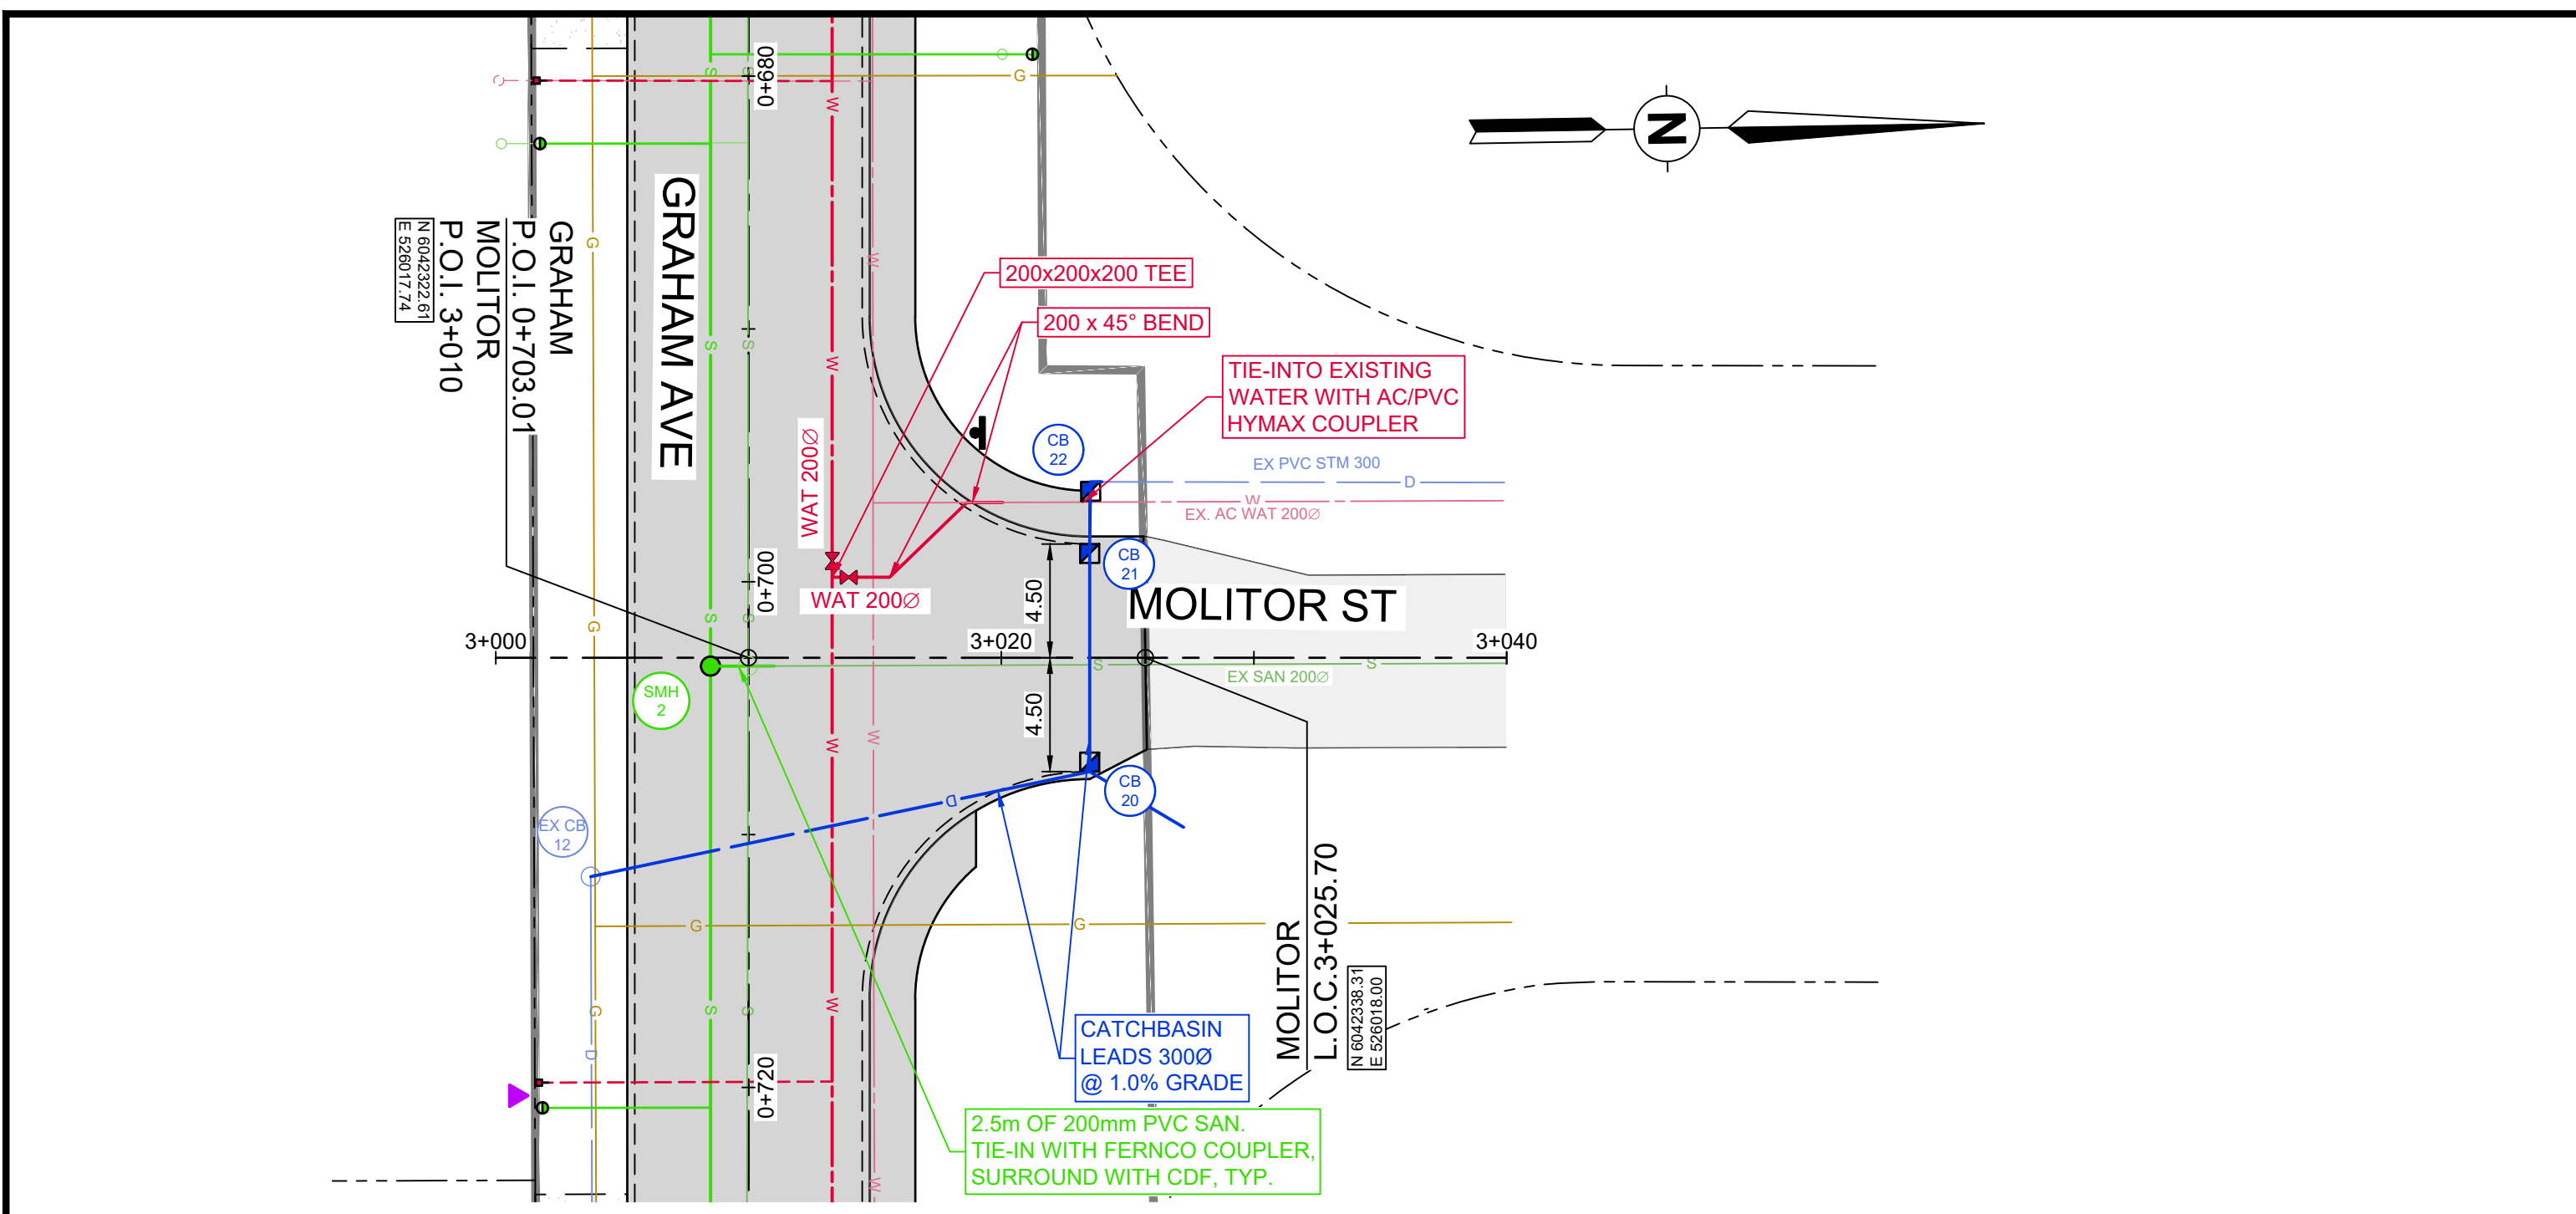 0+680
G
S
S
W
N
GRAHAM AVE
GRAHAM
P.O.I. 0+703.01
MOLITOR
P.O.I. 3+010
N 6042322.61
E 526017.74
G
W
S
S
W
200x200x200 TEE
200 x 45° BEND
TIE-INTO EXISTING
WATER WITH AC/PVC
HYMAX COUPLER
CB
22
EX PVC STM 300
D
W
EX. AC WAT 200Ø
WAT 200Ø
CB
21
0+700
WAT 200Ø
4.50
MOLITOR ST
G
S
S
3+000
3+020
3+040
S
S
EX SAN 200Ø
SMH
2
4.50
W
W
CB
20
D
EX CB
12
G
G
MOLITOR
L.O.C.3+025.70
N 6042338.31
E 526018.00
G
S
S
W
D
CATCHBASIN
LEADS 300Ø
@ 1.0% GRADE
0+720
2.5m OF 200mm PVC SAN.
TIE-IN WITH FERNCO COUPLER,
SURROUND WITH CDF, TYP.
W